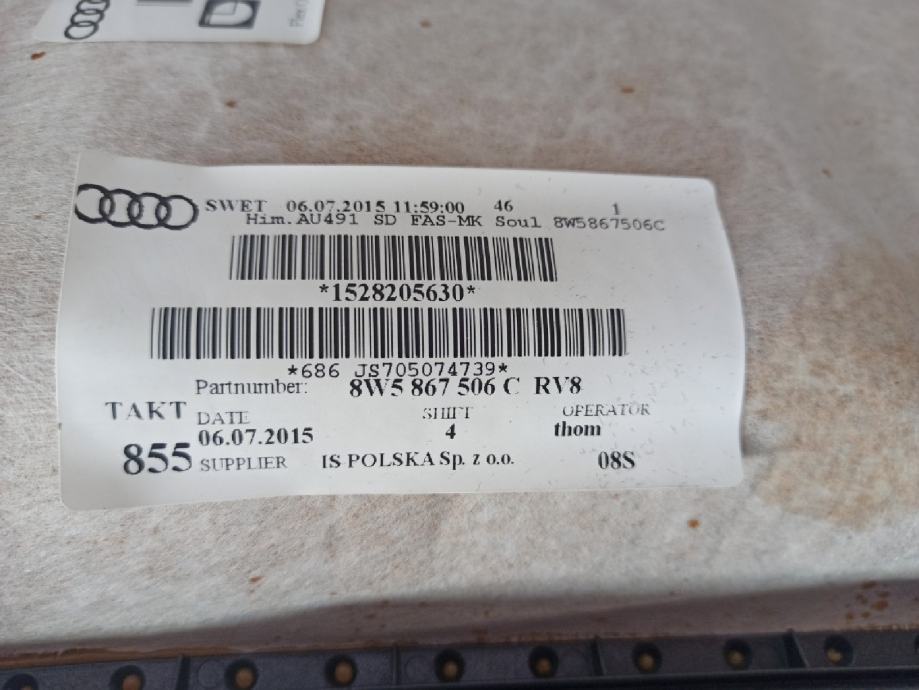 SWET 06.07.2015 11:59:00 46 1
Him.AU491 SD FAS-MK Soul 8W5867506C
*1528205630*
*686 JS705074739*
Partnumber: 8W5 867 506 C RV8
TAKT DATE SHIFT OPERATOR
06.07.2015 4 thom
855 SUPPLIER IS POLSKA Sp. z o.o. 08S